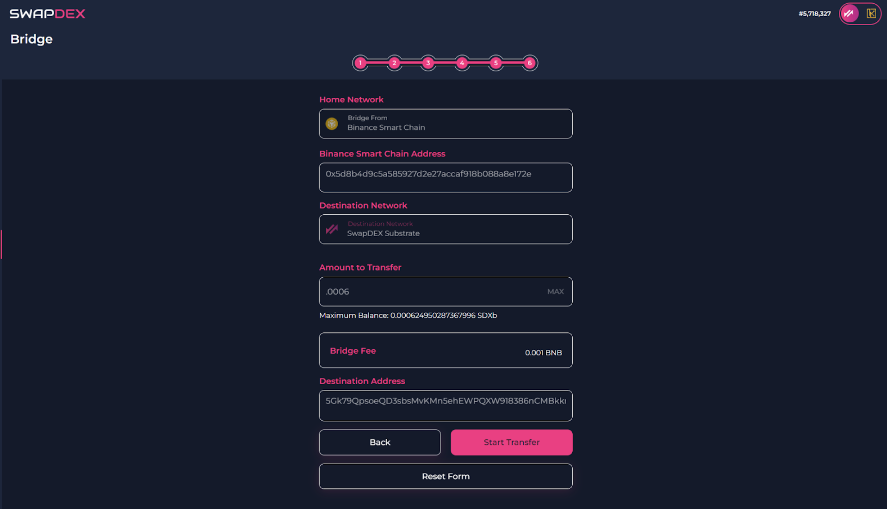 SWAPDEX
#5,718,327
Bridge
1 2 3 4 5 6
Home Network
Bridge From
Binance Smart Chain
Binance Smart Chain Address
0x5d8b4d9c5a585927d2e27accaf918b088a8e172e
Destination Network
Destination Network
SwapDEX Substrate
Amount to Transfer
.0006
MAX
Maximum Balance: 0.000624950287367996 SDXb
Bridge Fee
0.001 BNB
Destination Address
5Gk79QpsoeQD3sbsMvKMn5ehEWPQXW918386nCMBkk
Back
Start Transfer
Reset Form